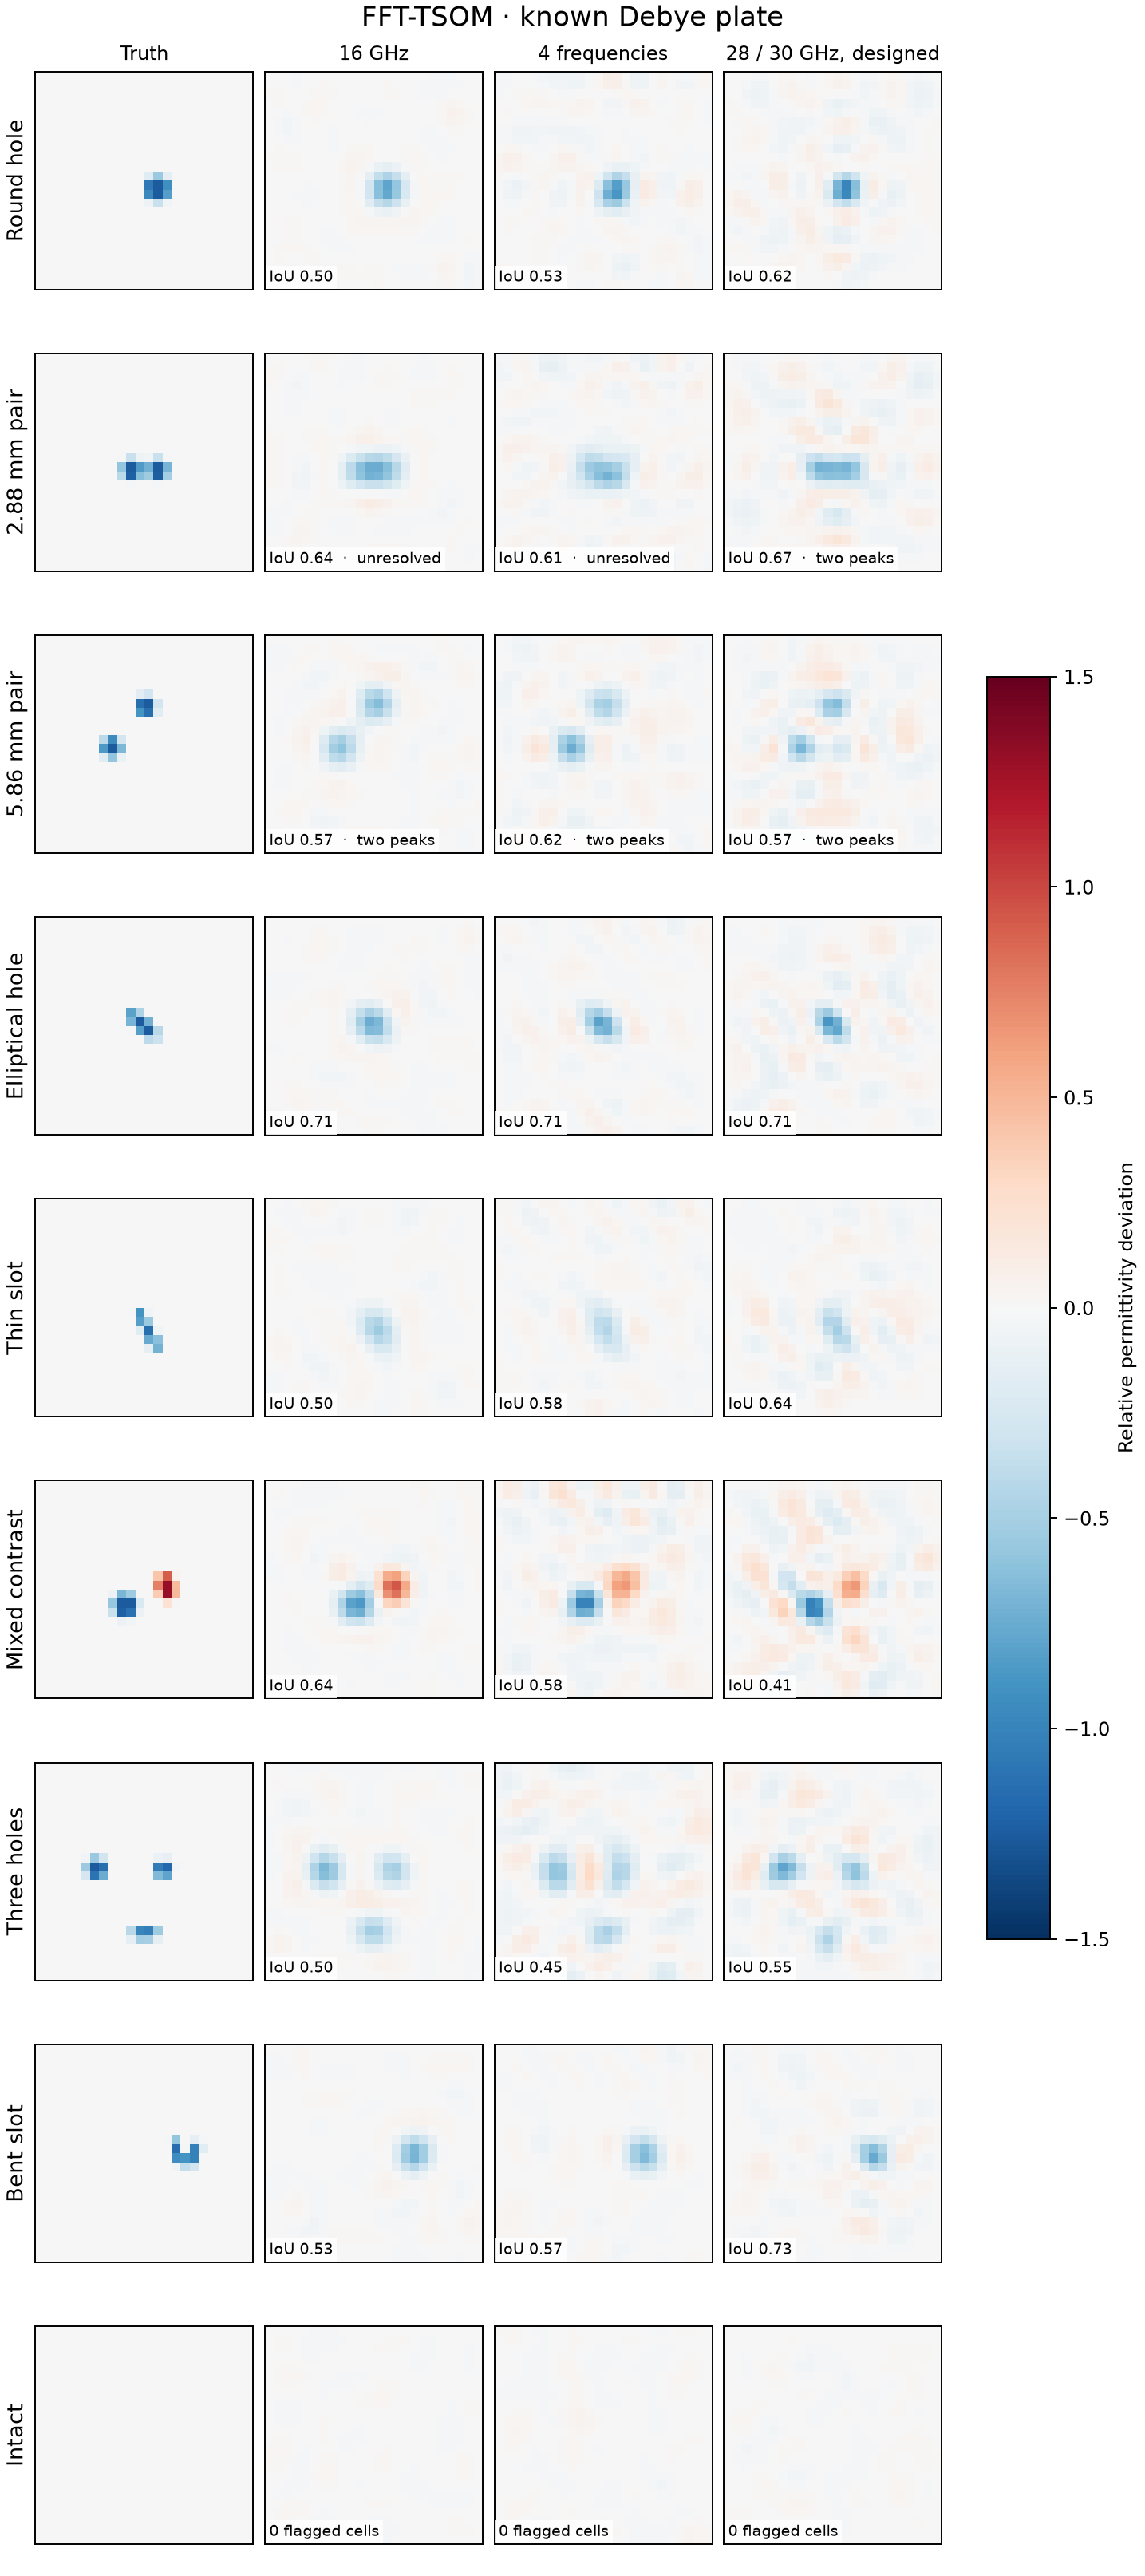 FFT-TSOM · known Debye plate
Truth
16 GHz
4 frequencies
28 / 30 GHz, designed
Round hole
IoU 0.50
IoU 0.53
IoU 0.62
2.88 mm pair
IoU 0.64 · unresolved
IoU 0.61 · unresolved
IoU 0.67 · two peaks
5.86 mm pair
IoU 0.57 · two peaks
IoU 0.62 · two peaks
IoU 0.57 · two peaks
Elliptical hole
IoU 0.71
IoU 0.71
IoU 0.71
Thin slot
IoU 0.50
IoU 0.58
IoU 0.64
Mixed contrast
IoU 0.64
IoU 0.58
IoU 0.41
Three holes
IoU 0.50
IoU 0.45
IoU 0.55
Bent slot
IoU 0.53
IoU 0.57
IoU 0.73
Intact
0 flagged cells
0 flagged cells
0 flagged cells
1.5
1.0
0.5
0.0
−0.5
−1.0
−1.5
Relative permittivity deviation